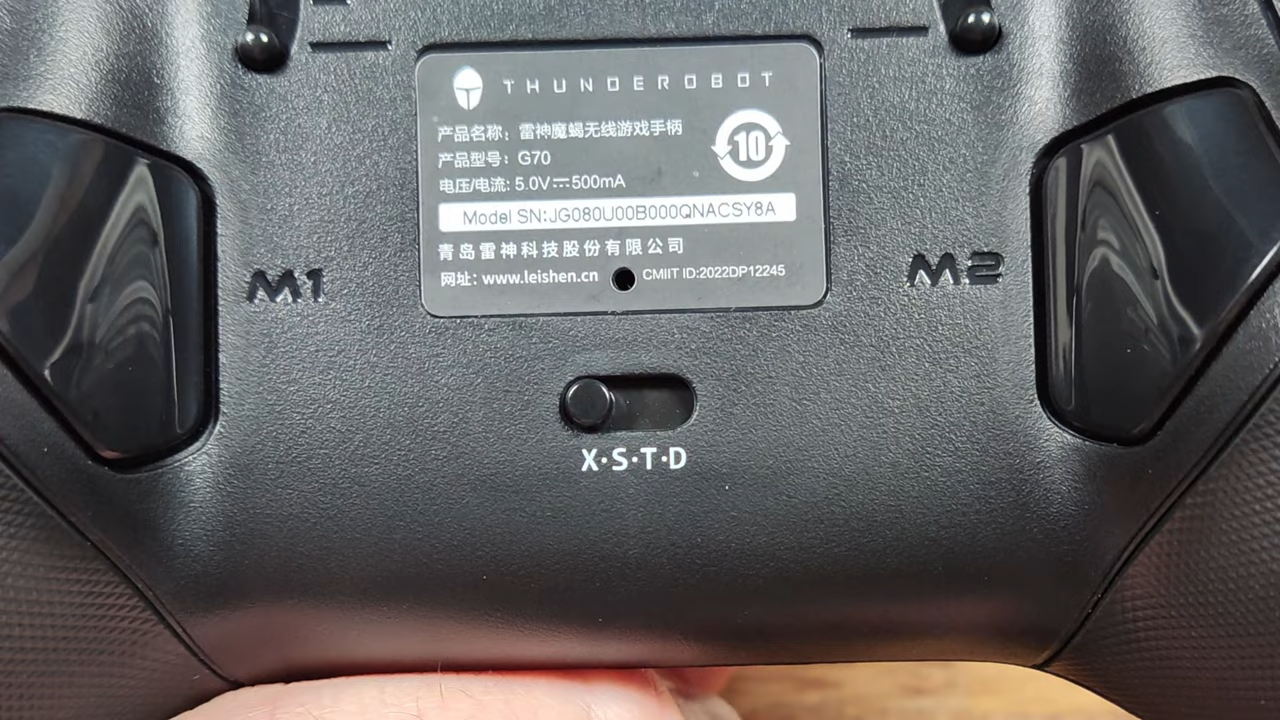 THUNDEROBOT
产品名称：雷神魔蝎无线游戏手柄
产品型号：G70
10
电压/电流: 5.0V⎓500mA
Model SN:JG080U00B000QNACSY8A
青岛雷神科技股份有限公司
网址：www.leishen.cn CMIIT ID:2022DP12245
M1
M2
X·S·T·D